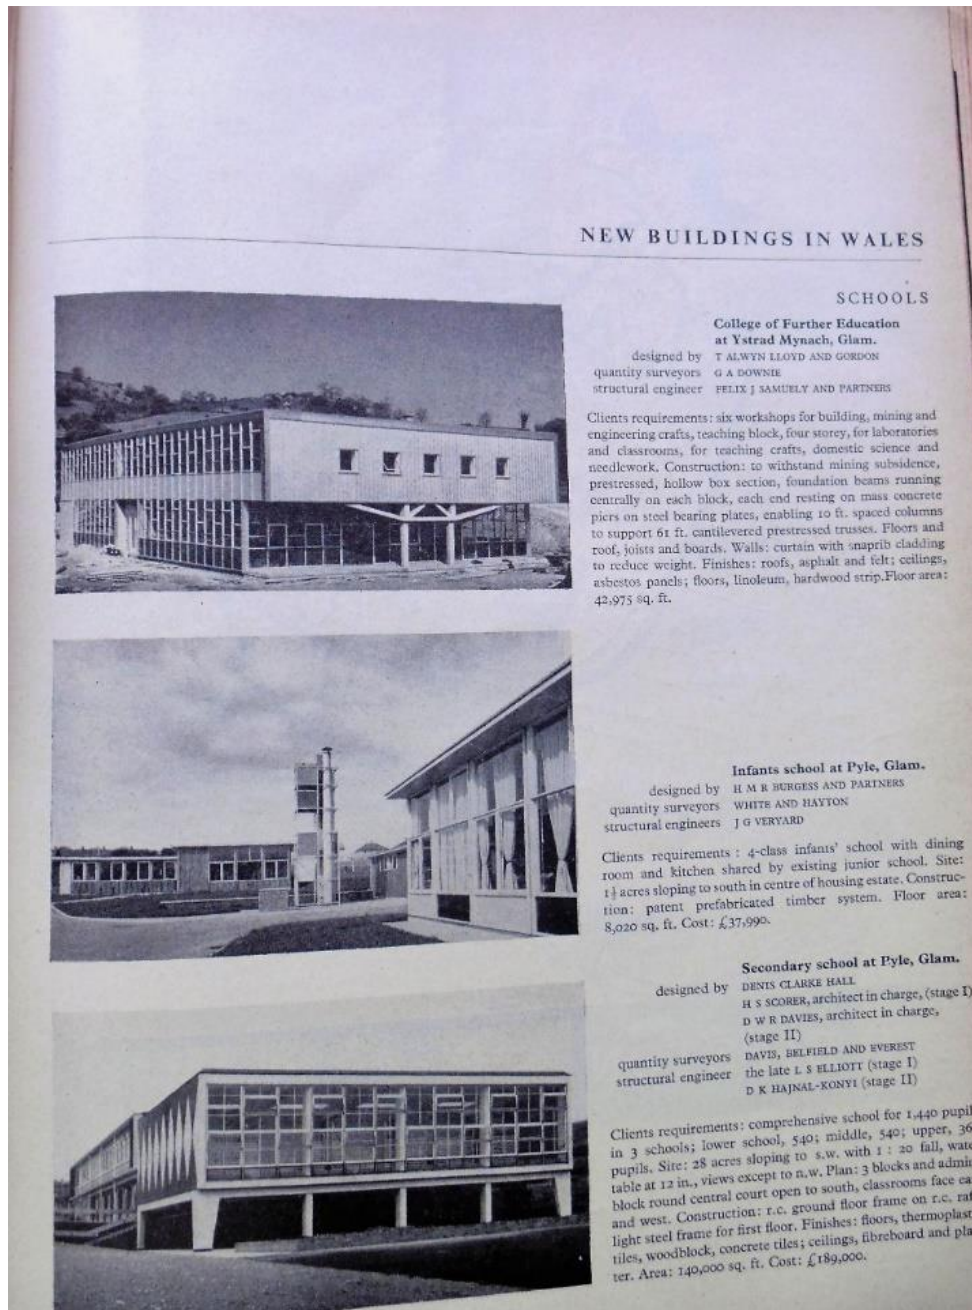 NEW BUILDINGS IN WALES
SCHOOLS
College of Further Education
at Ystrad Mynach, Glam.
designed by T ALWYN LLOYD AND GORDON
quantity surveyors G A DOWNIE
structural engineer FELIX J SAMUELY AND PARTNERS
Clients requirements: six workshops for building, mining and
engineering crafts, teaching block, four storey, for laboratories
and classrooms, for teaching crafts, domestic science and
needlework. Construction: to withstand mining subsidence,
prestressed, hollow box section, foundation beams running
centrally on each block, each end resting on mass concrete
piers on steel bearing plates, enabling 10 ft. spaced columns
to support 61 ft. cantilevered prestressed trusses. Floors and
roof, joists and boards. Walls: curtain with snaprib cladding
to reduce weight. Finishes: roofs, asphalt and felt; ceilings,
asbestos panels; floors, linoleum, hardwood strip.Floor area:
42,975 sq. ft.
Infants school at Pyle, Glam.
designed by H M R BURGESS AND PARTNERS
quantity surveyors WHITE AND HAYTON
structural engineers J G VERYARD
Clients requirements : 4-class infants' school with dining
room and kitchen shared by existing junior school. Site:
acres sloping to south in centre of housing estate. Construc-
tion: patent prefabricated timber system. Floor area:
8,020 sq. ft. Cost: £37,990.
Secondary school at Pyle, Glam.
designed by DENIS CLARKE HALL
H S SCORER, architect in charge, (stage I)
D W R DAVIES, architect in charge,
(stage II)
quantity surveyors DAVIS, BELFIELD AND EVEREST
structural engineer the late L S ELLIOTT (stage I)
D K HAJNAL-KONYI (stage II)
Clients requirements: comprehensive school for 1,440 pupil
in 3 schools; lower school, 540; middle, 540; upper, 36
pupils. Site: 28 acres sloping to s.w. with 1 : 20 fall, wate
table at 12 in., views except to n.w. Plan: 3 blocks and admin
block round central court open to south, classrooms face ea
and west. Construction: r.c. ground floor frame on r.c. raf
light steel frame for first floor. Finishes: floors, thermoplast
tiles, woodblock, concrete tiles; ceilings, fibreboard and pla
ter. Area: 140,000 sq. ft. Cost: £189,000.